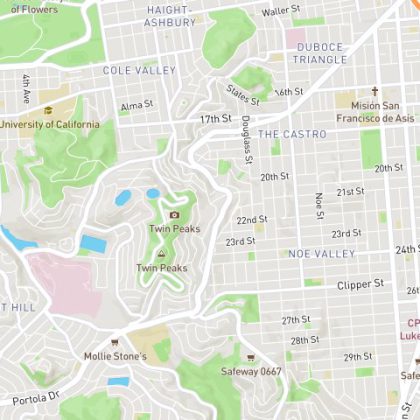 of Flowers
HAIGHT-
ASHBURY
Waller St
DUBOCE
TRIANGLE
COLE VALLEY
4th Ave
16th St
States St
Alma St
Misión San
Francisco de Asis
17th St
University of California
THE CASTRO
Douglass St
20th St
21st St
Noe St
22nd St
Twin Peaks
23rd St
23rd St
24th S
NOE VALLEY
Twin Peaks
Clipper St
T HILL
27th St
CP
Luke
28th St
Mollie Stone's
29th St
Safeway 0667
Safe
Portola Dr
n St